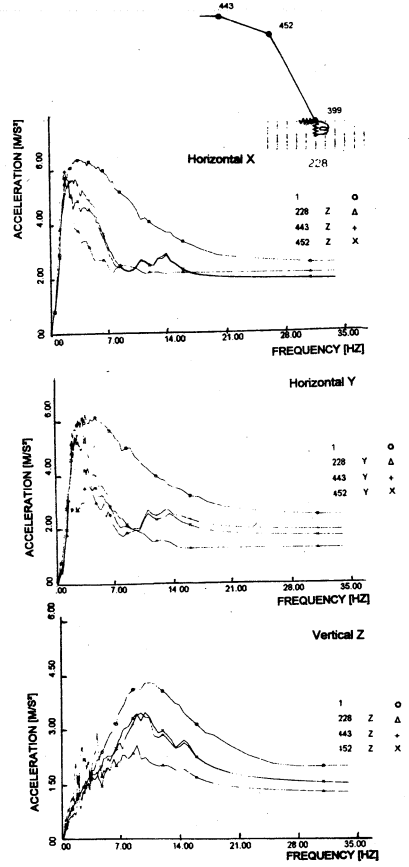 443
452
399
228
Horizontal X
ACCELERATION [M/S²]
6.00
4.00
2.00
00
1 O
228 Z Δ
443 Z +
452 Z X
.00 7.00 14.00 21.00 28.00 35.00
FREQUENCY [HZ]
Horizontal Y
ACCELERATION [M/S²]
6.00
4.00
2.00
00
1 O
228 Y Δ
443 Y +
452 Y X
.00 7.00 14.00 21.00 28.00 35.00
FREQUENCY [HZ]
Vertical Z
ACCELERATION [M/S²]
6.00
4.50
3.00
1.50
00
1 O
228 Z Δ
443 Z +
452 Z X
.00 7.00 14.00 21.00 28.00 35.00
FREQUENCY [HZ]